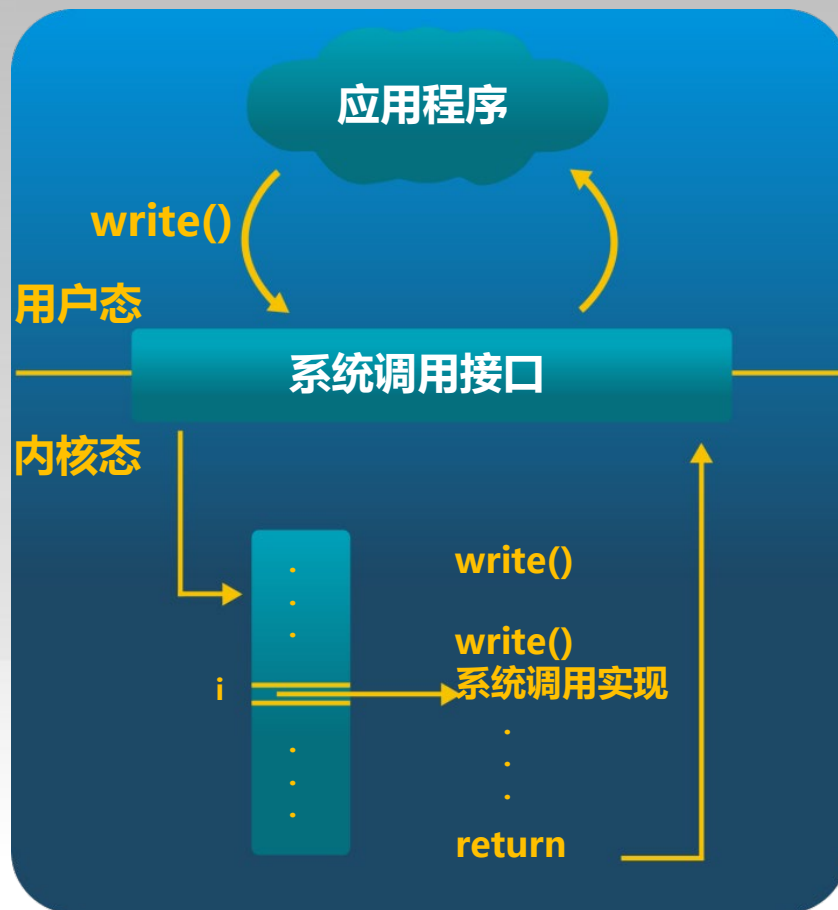 应用程序
write()
用户态
系统调用接口
内核态
write()
write()
i
系统调用实现
return